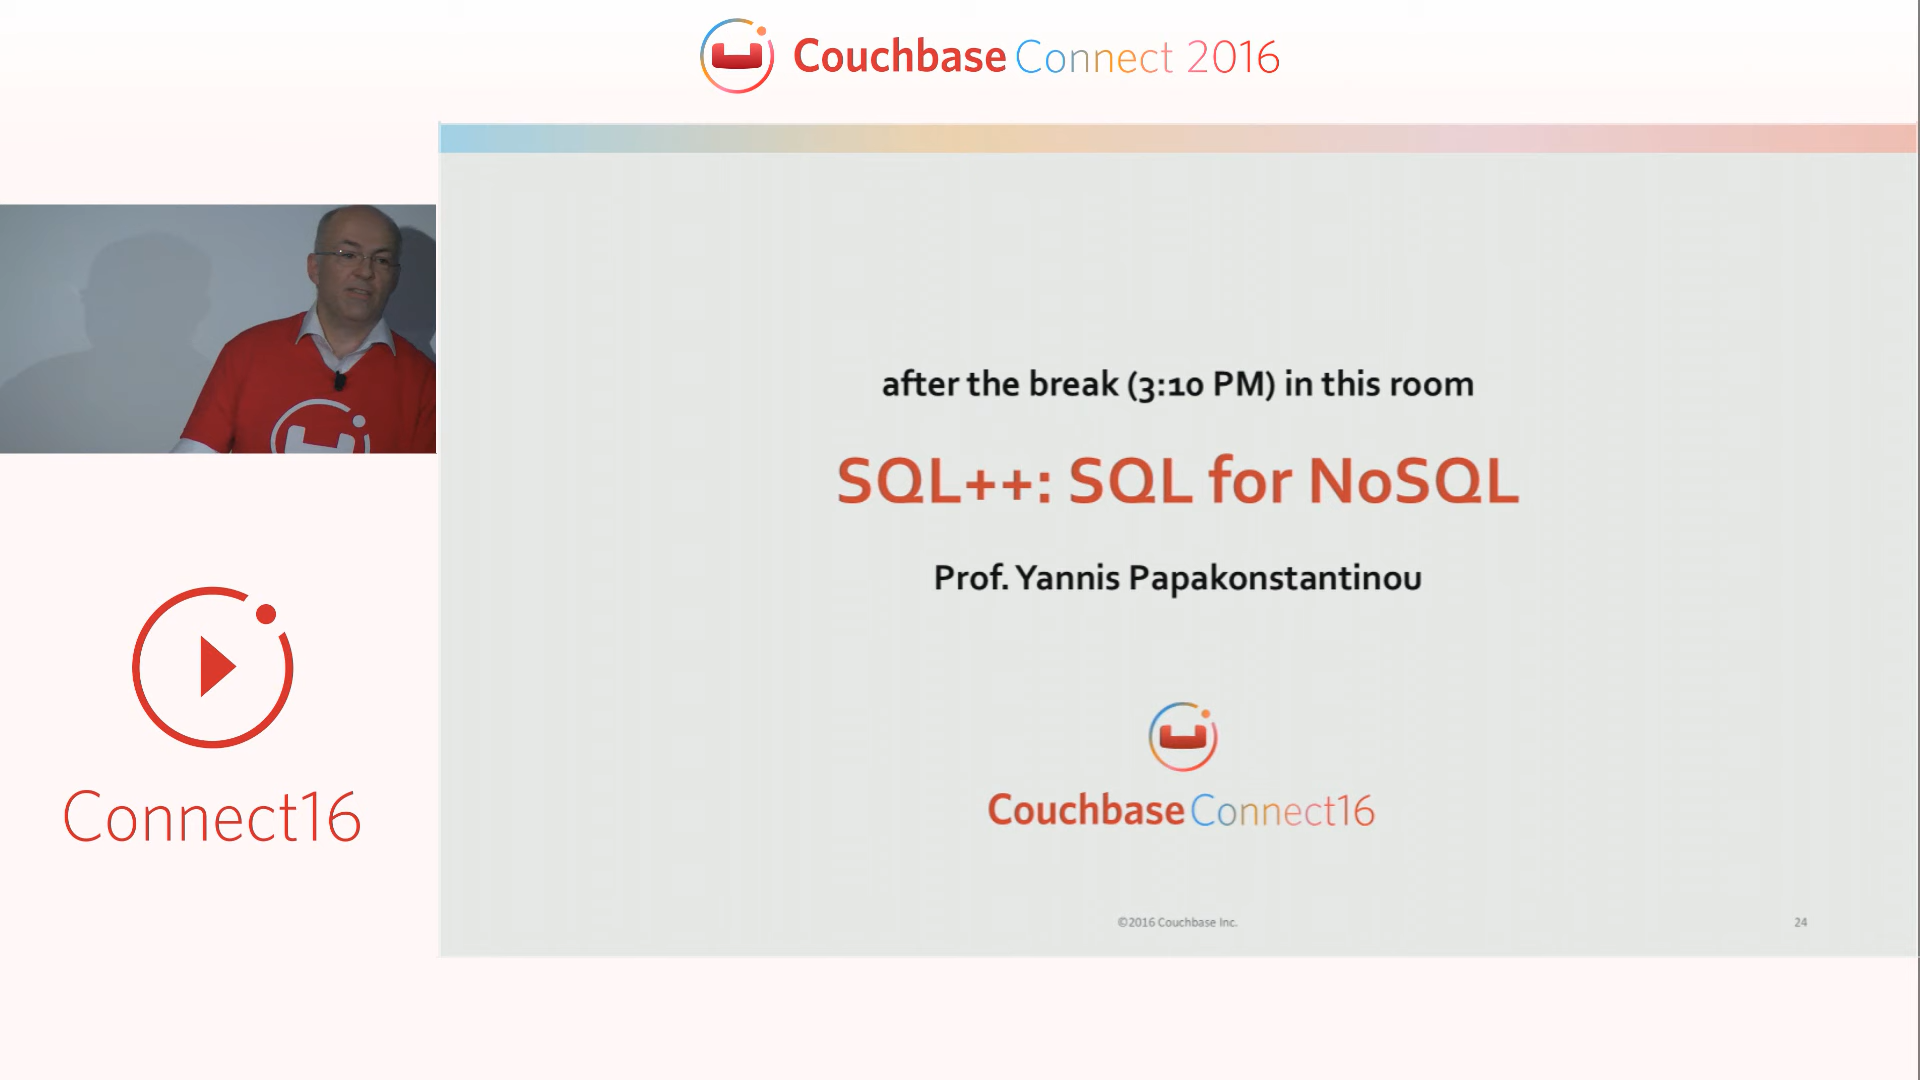 Couchbase Connect 2016
after the break (3:10 PM) in this room
SQL++: SQL for NoSQL
Prof. Yannis Papakonstantinou
Couchbase Connect16
©2016 Couchbase Inc.
24
Connect16